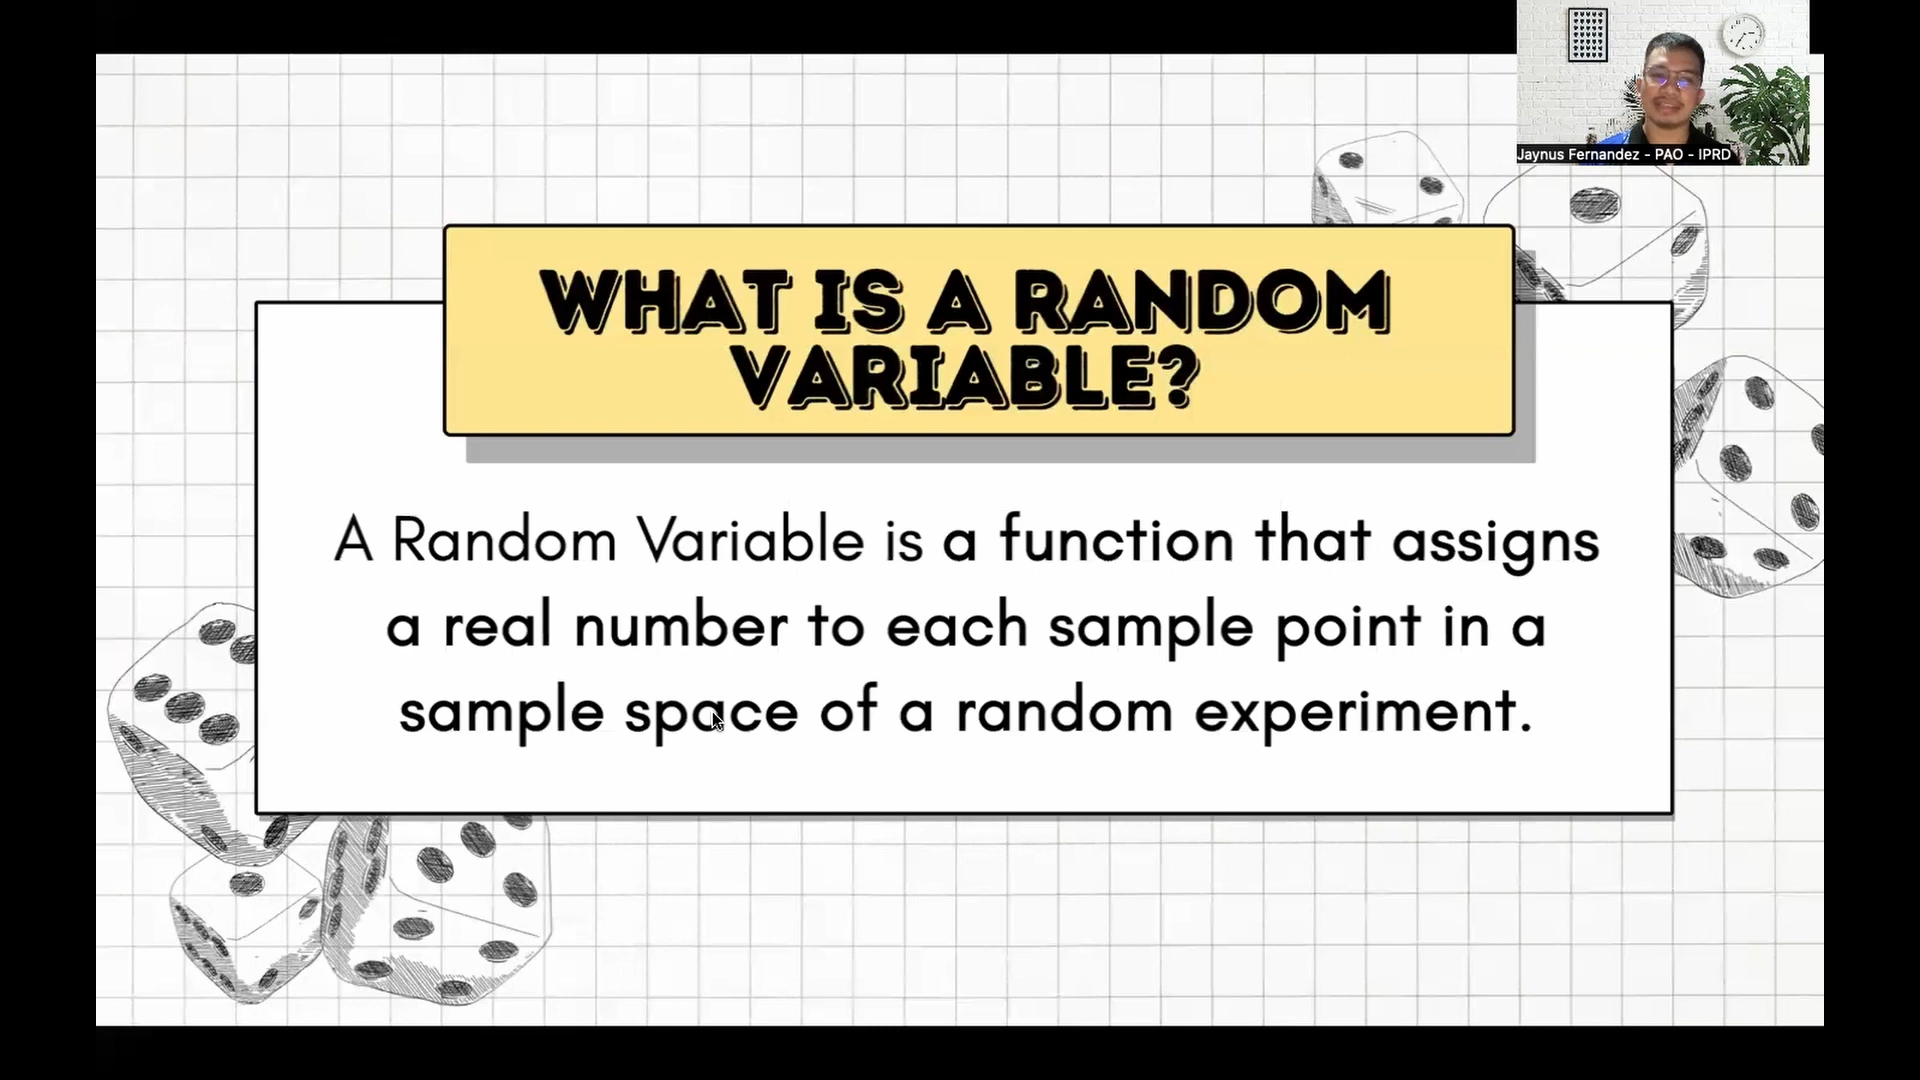 Jaynus Fernandez - PAO - IPRD
WHAT IS A RANDOM
VARIABLE?
A Random Variable is a function that assigns
a real number to each sample point in a
sample space of a random experiment.